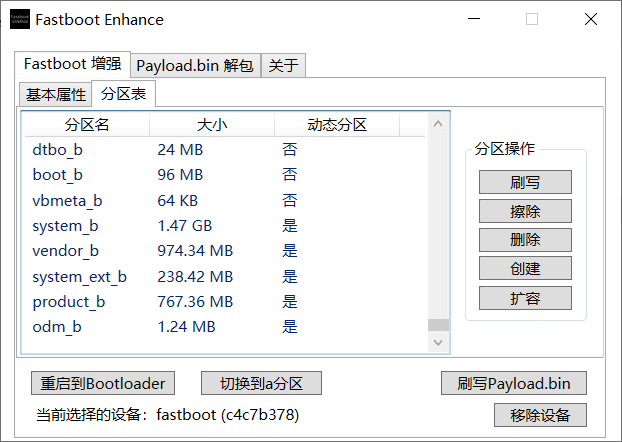 Fastboot Enhance
Fastboot 增强 Payload.bin 解包 关于
基本属性 分区表
分区名 大小 动态分区
dtbo_b 24 MB 否
boot_b 96 MB 否
vbmeta_b 64 KB 否
system_b 1.47 GB 是
vendor_b 974.34 MB 是
system_ext_b 238.42 MB 是
product_b 767.36 MB 是
odm_b 1.24 MB 是
分区操作
刷写
擦除
删除
创建
扩容
重启到Bootloader 切换到a分区 刷写Payload.bin
当前选择的设备：fastboot (c4c7b378) 移除设备